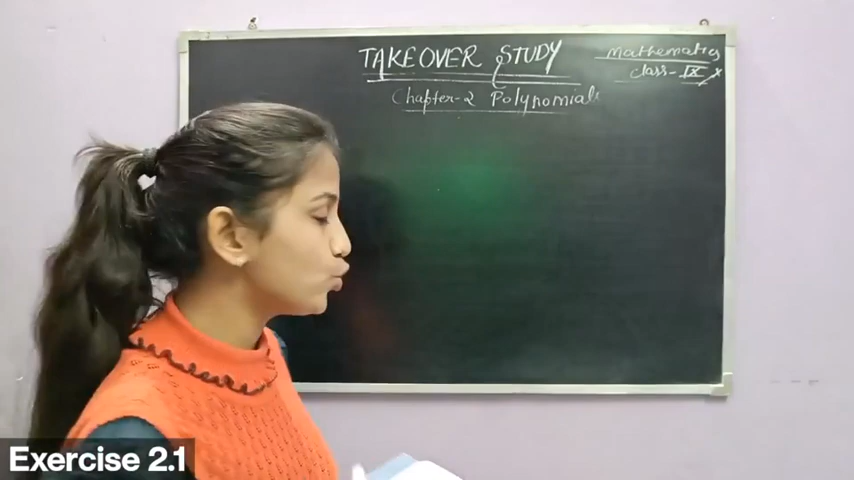 TAKEOVER STUDY
Mathematics
Class-IX
Chapter-2 Polynomials
Exercise 2.1